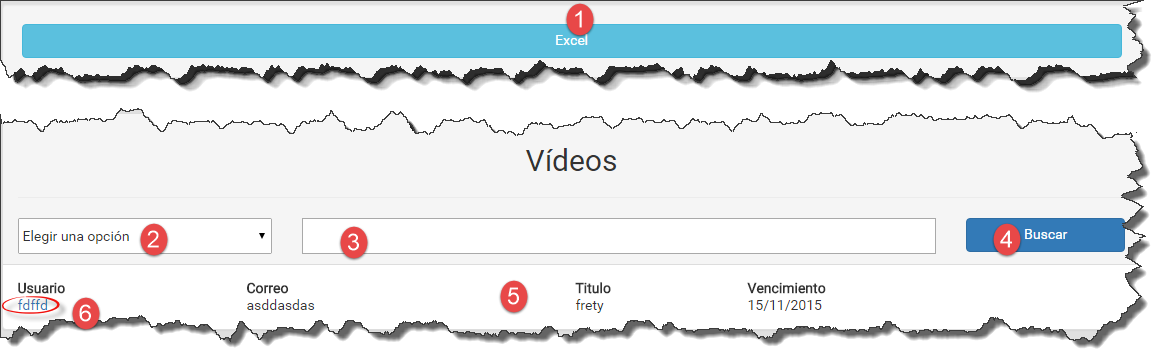 1
Excel
Vídeos
Elegir una opción 2
3
4 Buscar
Usuario Correo Titulo Vencimiento
fdffd asddasdas frety 15/11/2015
5
6